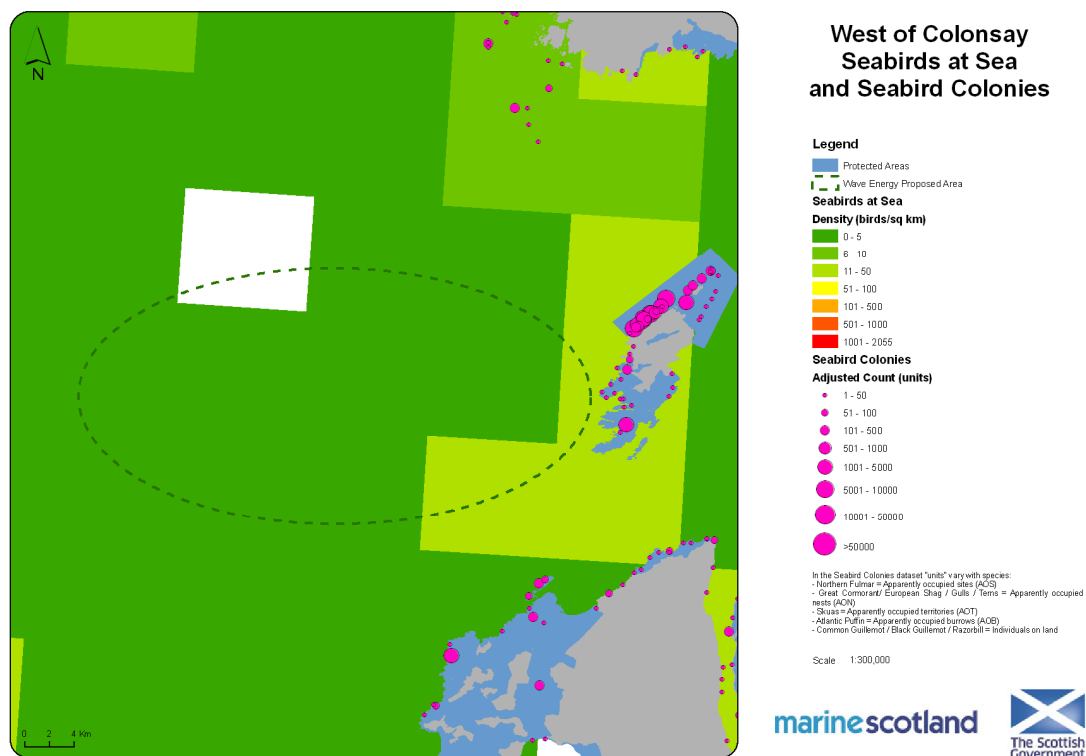 West of Colonsay
Seabirds at Sea
and Seabird Colonies
N
Legend
Protected Areas
Wave Energy Proposed Area
Seabirds at Sea
Density (birds/sq km)
0 - 5
6 10
11 - 50
51 - 100
101 - 500
501 - 1000
1001 - 2055
Seabird Colonies
Adjusted Count (units)
1 - 50
51 - 100
101 - 500
501 - 1000
1001 - 5000
5001 - 10000
10001 - 50000
>50000
In the Seabird Colonies dataset "units" vary with species:
- Northern Fulmar = Apparently occupied sites (AOS)
- Great Cormorant/ European Shag / Gulls / Terns = Apparently occupied
nests (AON)
- Skuas = Apparently occupied territories (AOT)
- Atlantic Puffin = Apparently occupied burrows (AOB)
- Common Guillemot / Black Guillemot / Razorbill = Individuals on land
Scale 1:300,000
0 2 4 Km
marinescotland
The Scottish
Government